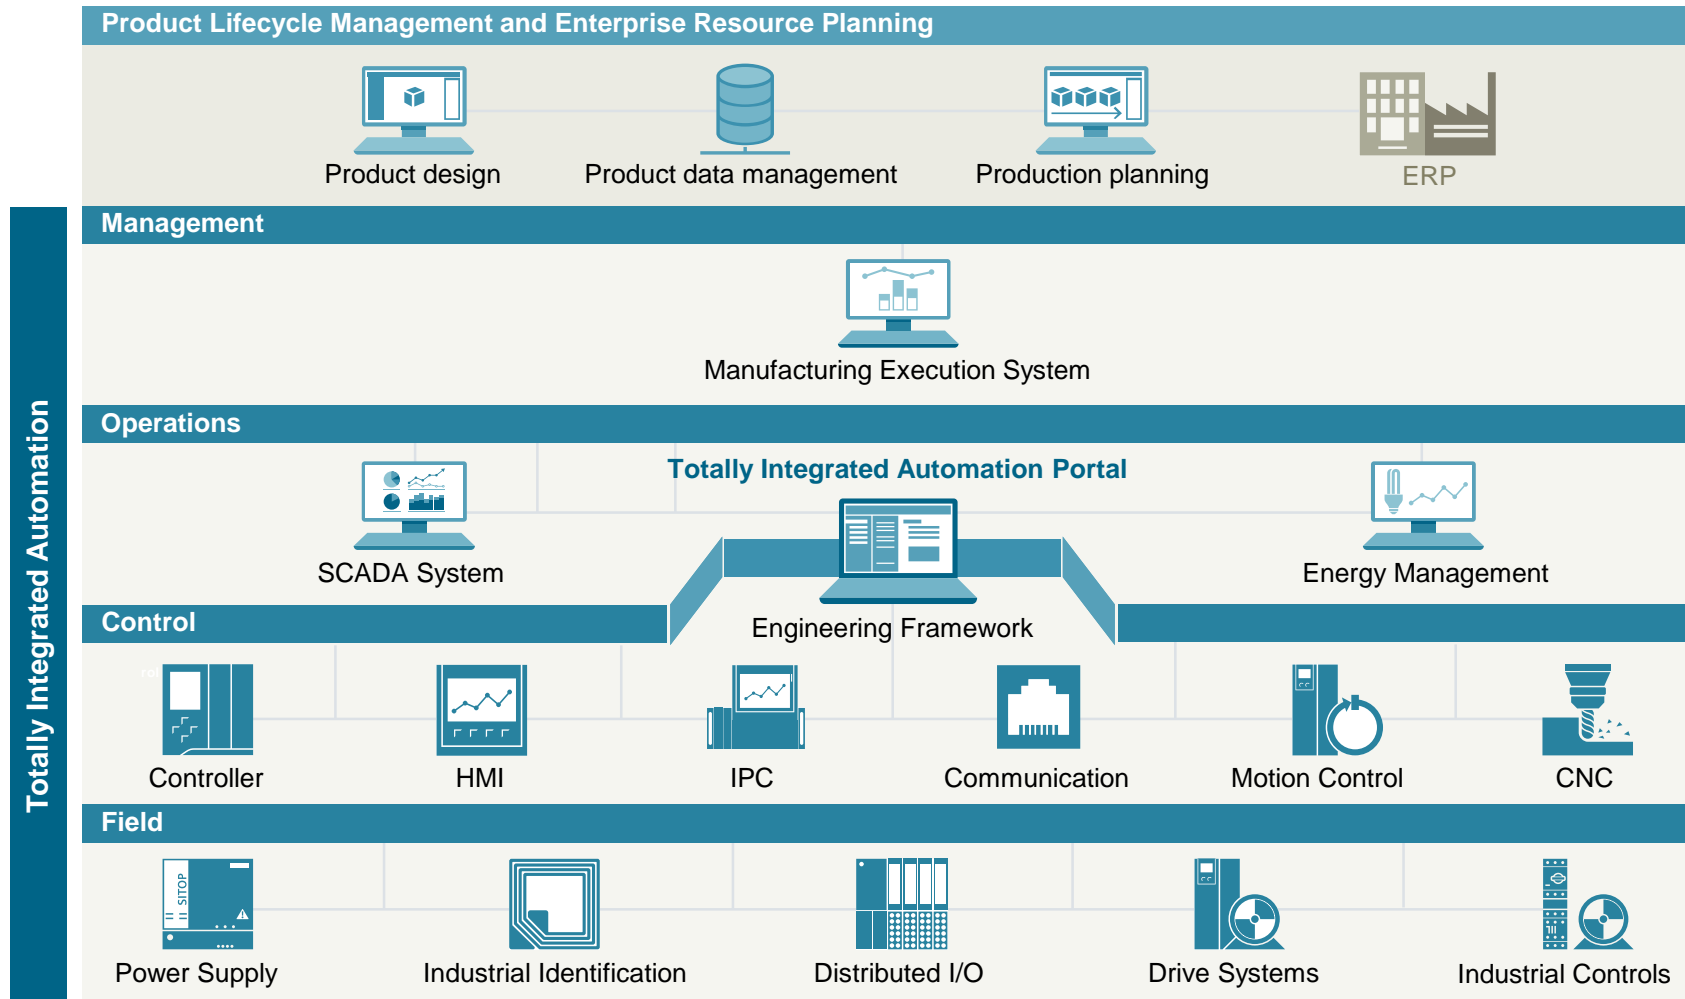 Product Lifecycle Management and Enterprise Resource Planning
Product design
Product data management
Production planning
ERP
Totally Integrated Automation
Management
Manufacturing Execution System
Operations
Totally Integrated Automation Portal
SCADA System
Energy Management
Control
Engineering Framework
rol
Controller
HMI
IPC
Communication
Motion Control
CNC
Field
SITOP
Power Supply
Industrial Identification
Distributed I/O
Drive Systems
Industrial Controls